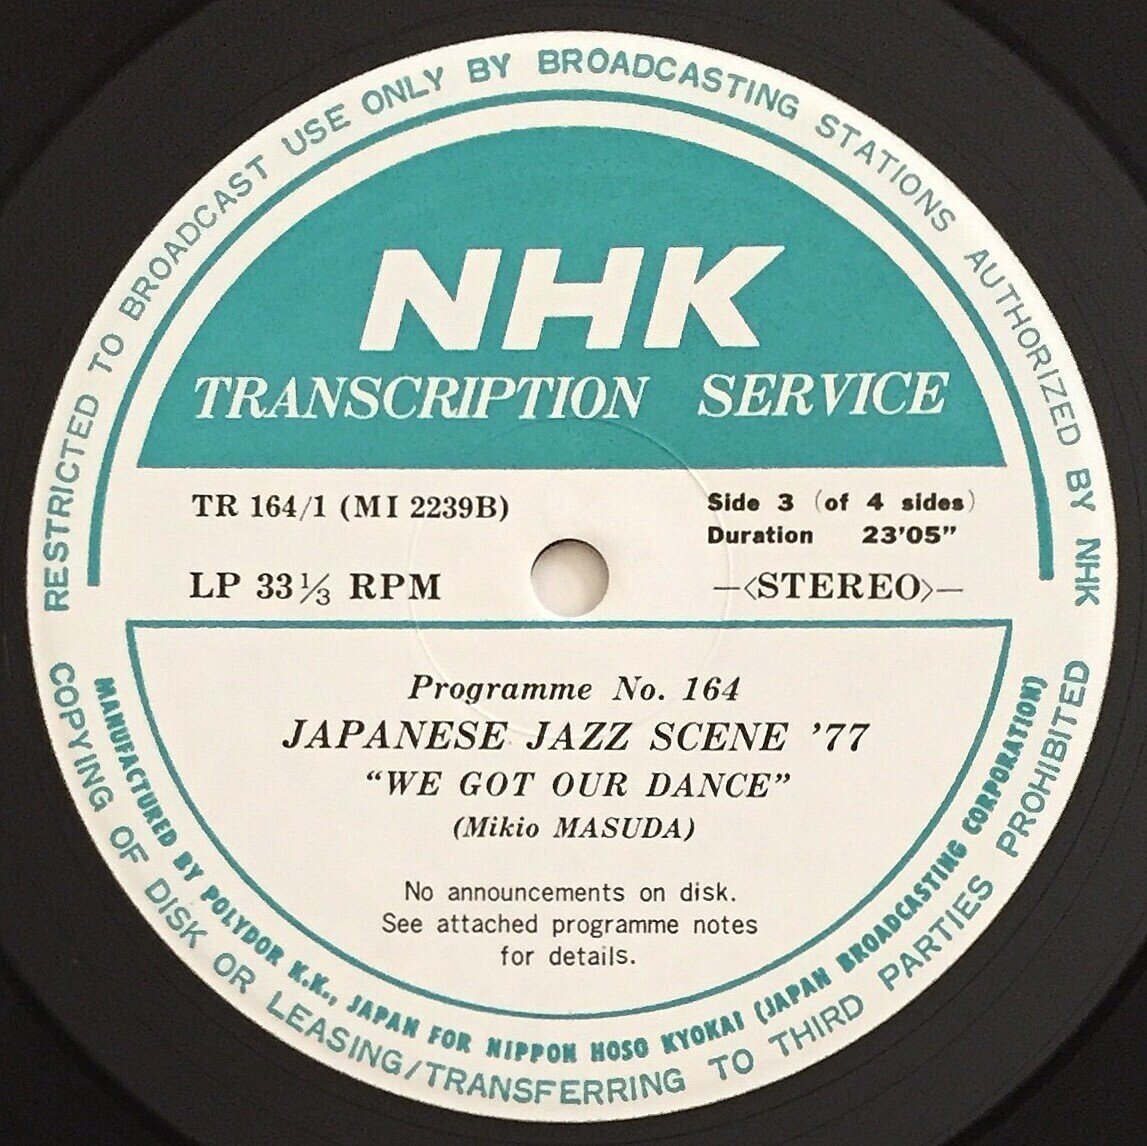 RESTRICTED TO BROADCAST USE ONLY BY BROADCASTING STATIONS AUTHORIZED BY NHK
NHK
TRANSCRIPTION SERVICE
TR 164/1 (MI 2239B)
Side 3 (of 4 sides)
Duration 23'05"
LP 33⅓ RPM
–<STEREO>–
Programme No. 164
JAPANESE JAZZ SCENE '77
"WE GOT OUR DANCE"
(Mikio MASUDA)
No announcements on disk.
See attached programme notes
for details.
MANUFACTURED BY POLYDOR K.K., JAPAN FOR NIPPON HOSO KYOKAI (JAPAN BROADCASTING CORPORATION)
COPYING OF DISK OR LEASING/TRANSFERRING TO THIRD PARTIES PROHIBITED